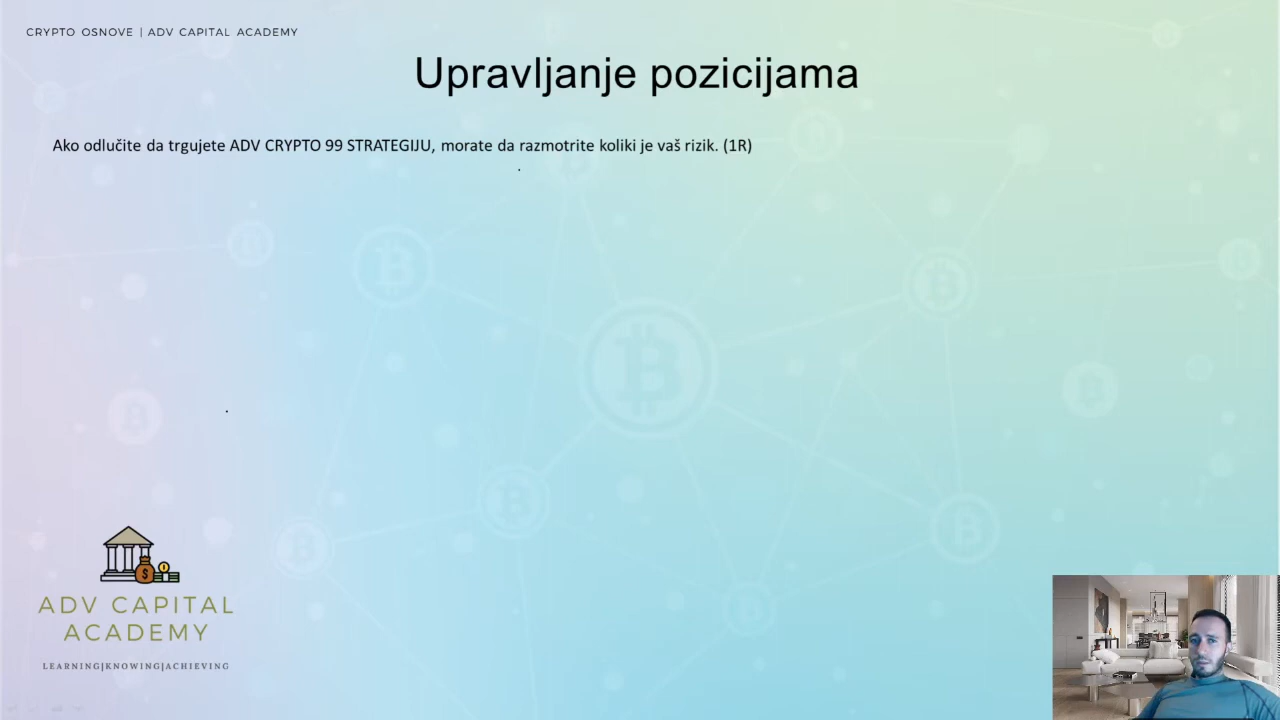 CRYPTO OSNOVE | ADV CAPITAL ACADEMY
Upravljanje pozicijama
Ako odlučite da trgujete ADV CRYPTO 99 STRATEGIJU, morate da razmotrite koliki je vaš rizik. (1R)
ADV CAPITAL
ACADEMY
LEARNING|KNOWING|ACHIEVING